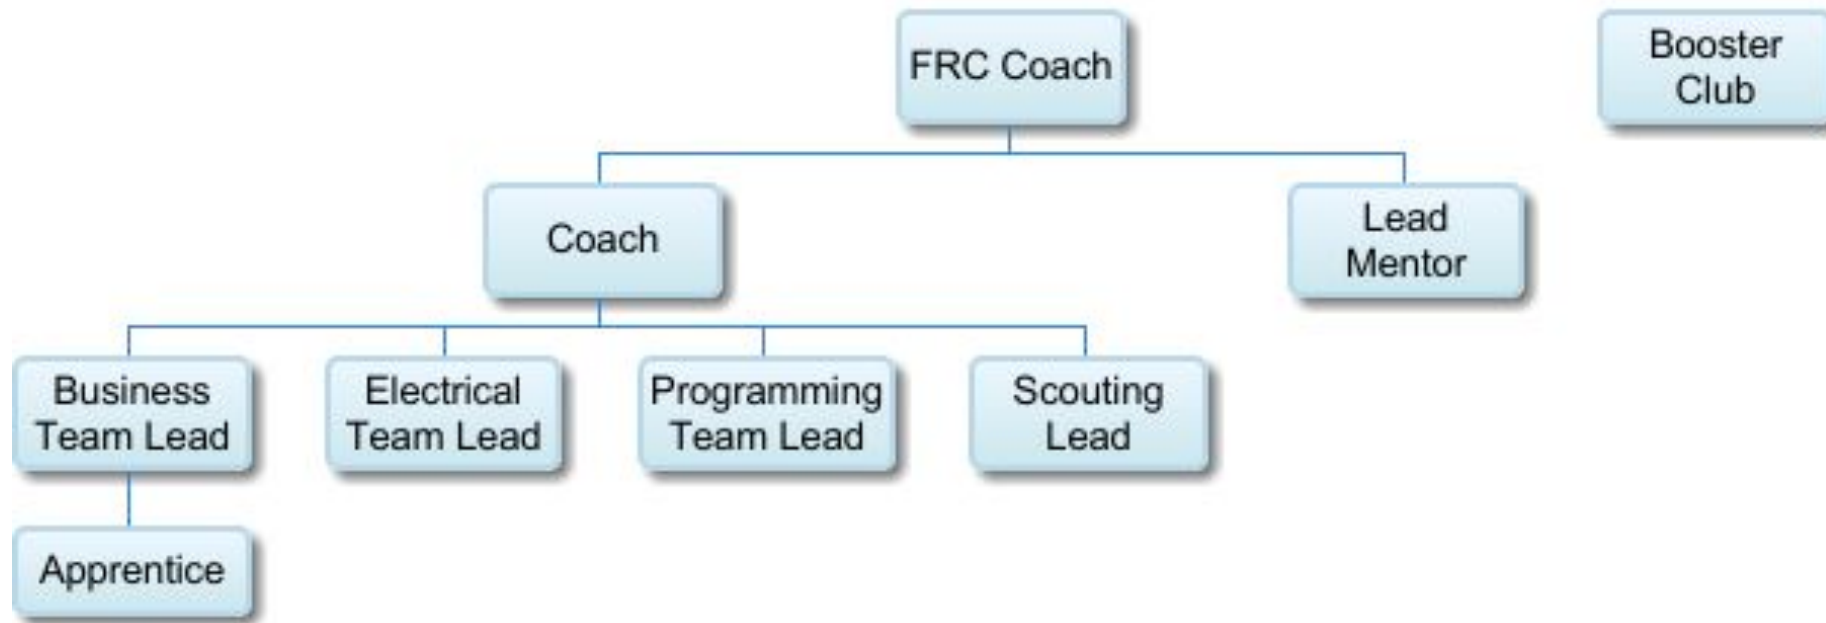 FRC Coach
Booster
Club
Coach
Lead
Mentor
Business
Team Lead
Electrical
Team Lead
Programming
Team Lead
Scouting
Lead
Apprentice